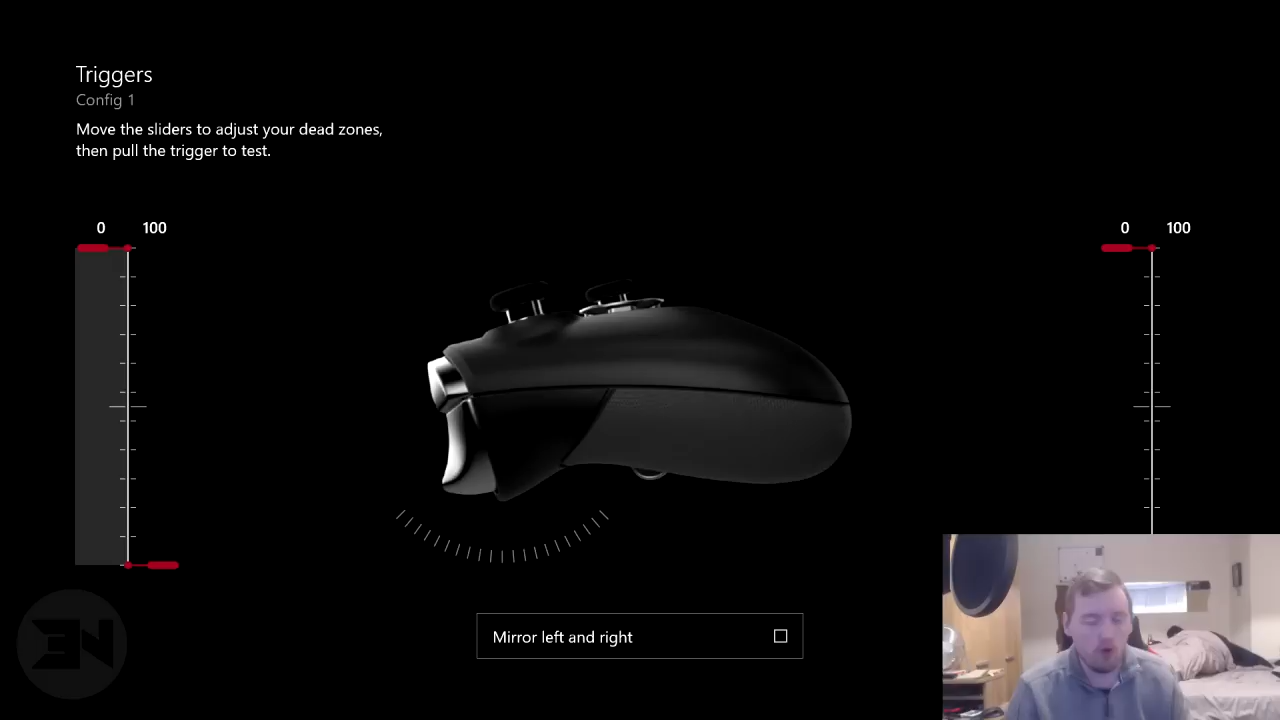 Triggers
Config 1
Move the sliders to adjust your dead zones,
then pull the trigger to test.
0 100
0 100
Mirror left and right